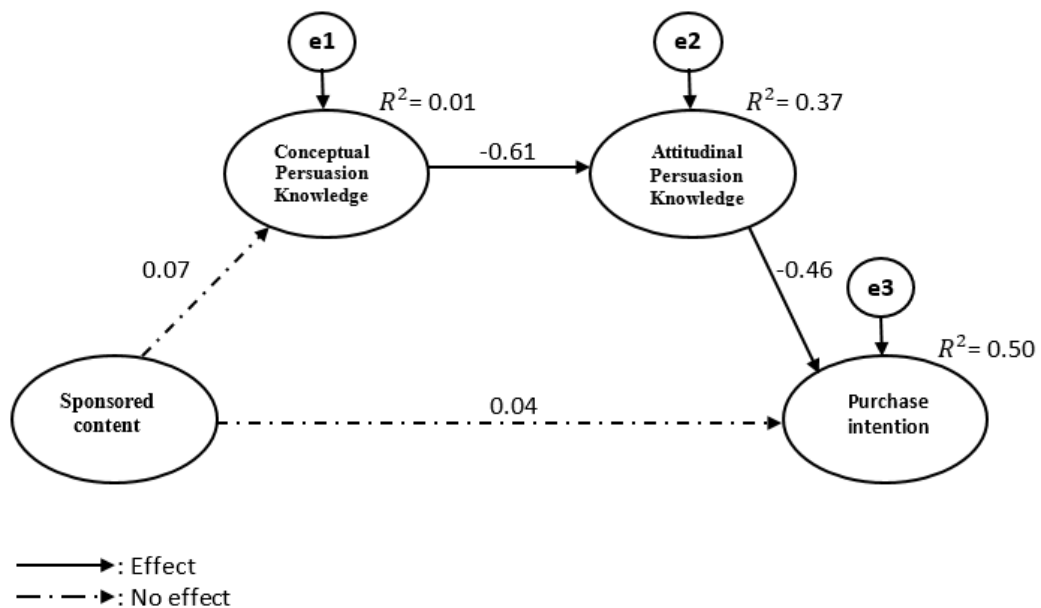 e1
e2
R² = 0.01
R² = 0.37
Conceptual
Persuasion
Knowledge
-0.61
Attitudinal
Persuasion
Knowledge
0.07
-0.46
e3
R² = 0.50
Sponsored
content
0.04
Purchase
intention
: Effect
: No effect